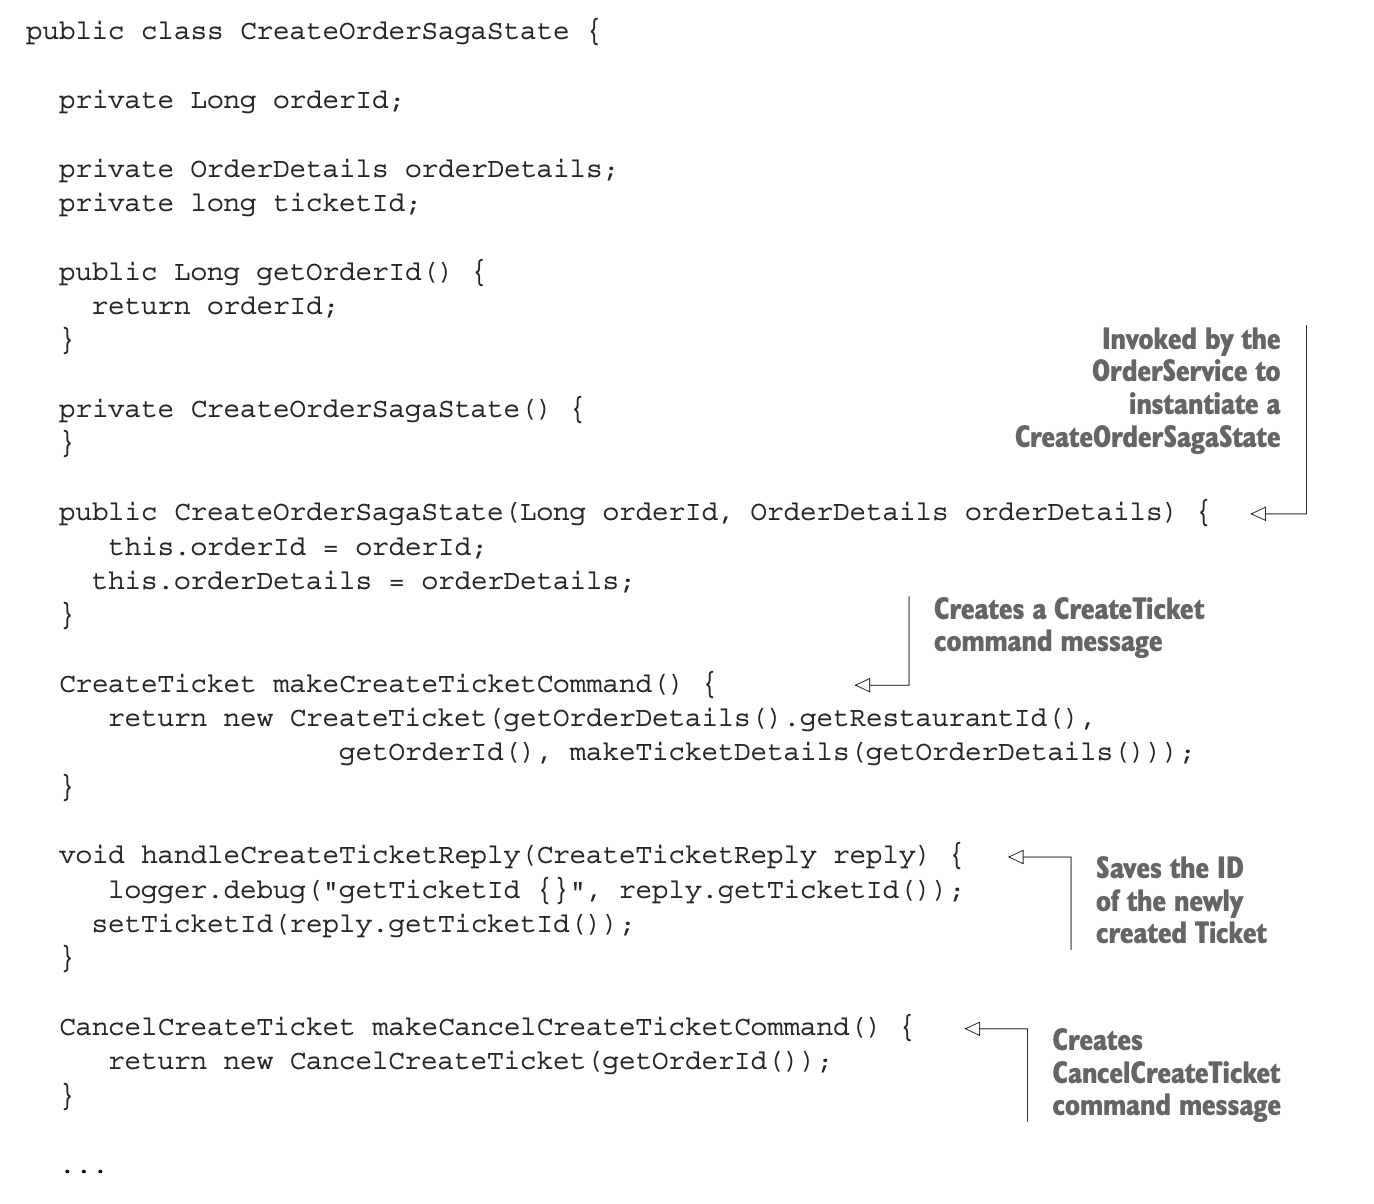 public class CreateOrderSagaState {
private Long orderId;
private OrderDetails orderDetails;
private long ticketId;
public Long getOrderId() {
return orderId;
}
private CreateOrderSagaState() {
}
Invoked by the
OrderService to
instantiate a
CreateOrderSagaState
public CreateOrderSagaState(Long orderId, OrderDetails orderDetails) {
this.orderId = orderId;
this.orderDetails = orderDetails;
}
Creates a CreateTicket
command message
CreateTicket makeCreateTicketCommand() {
return new CreateTicket(getOrderDetails().getRestaurantId(),
getOrderId(), makeTicketDetails(getOrderDetails()));
}
void handleCreateTicketReply(CreateTicketReply reply) {
logger.debug("getTicketId {}", reply.getTicketId());
setTicketId(reply.getTicketId());
}
Saves the ID
of the newly
created Ticket
CancelCreateTicket makeCancelCreateTicketCommand() {
return new CancelCreateTicket(getOrderId());
}
Creates
CancelCreateTicket
command message
...